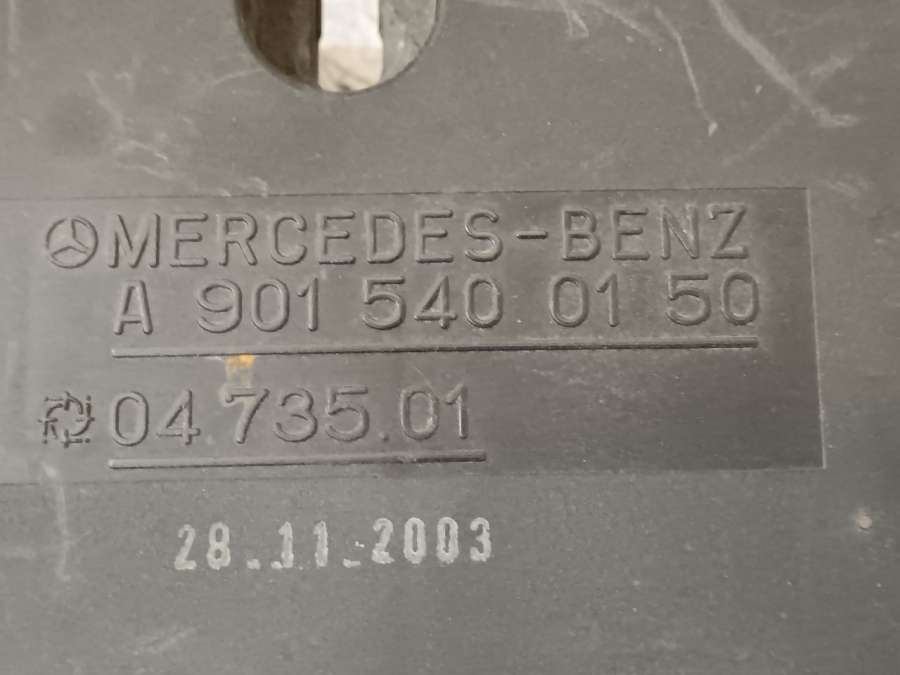 MERCEDES-BENZ
A 901 540 01 50
04 735.01
28.11.2003